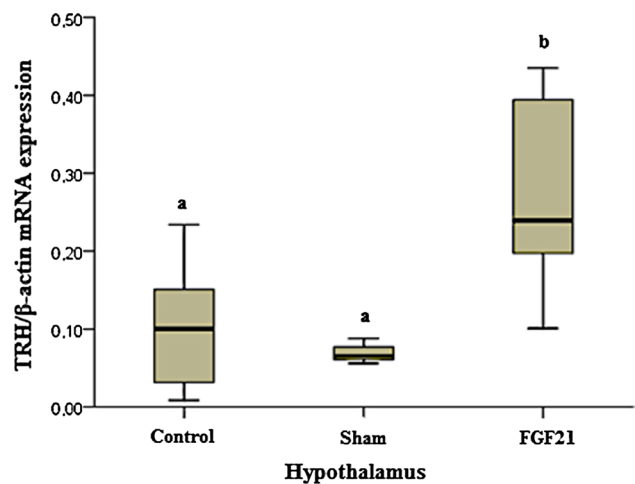 0,50
0,40
0,30
0,20
0,10
0,00
TRH/β-actin mRNA expression
a
a
b
Control
Sham
FGF21
Hypothalamus